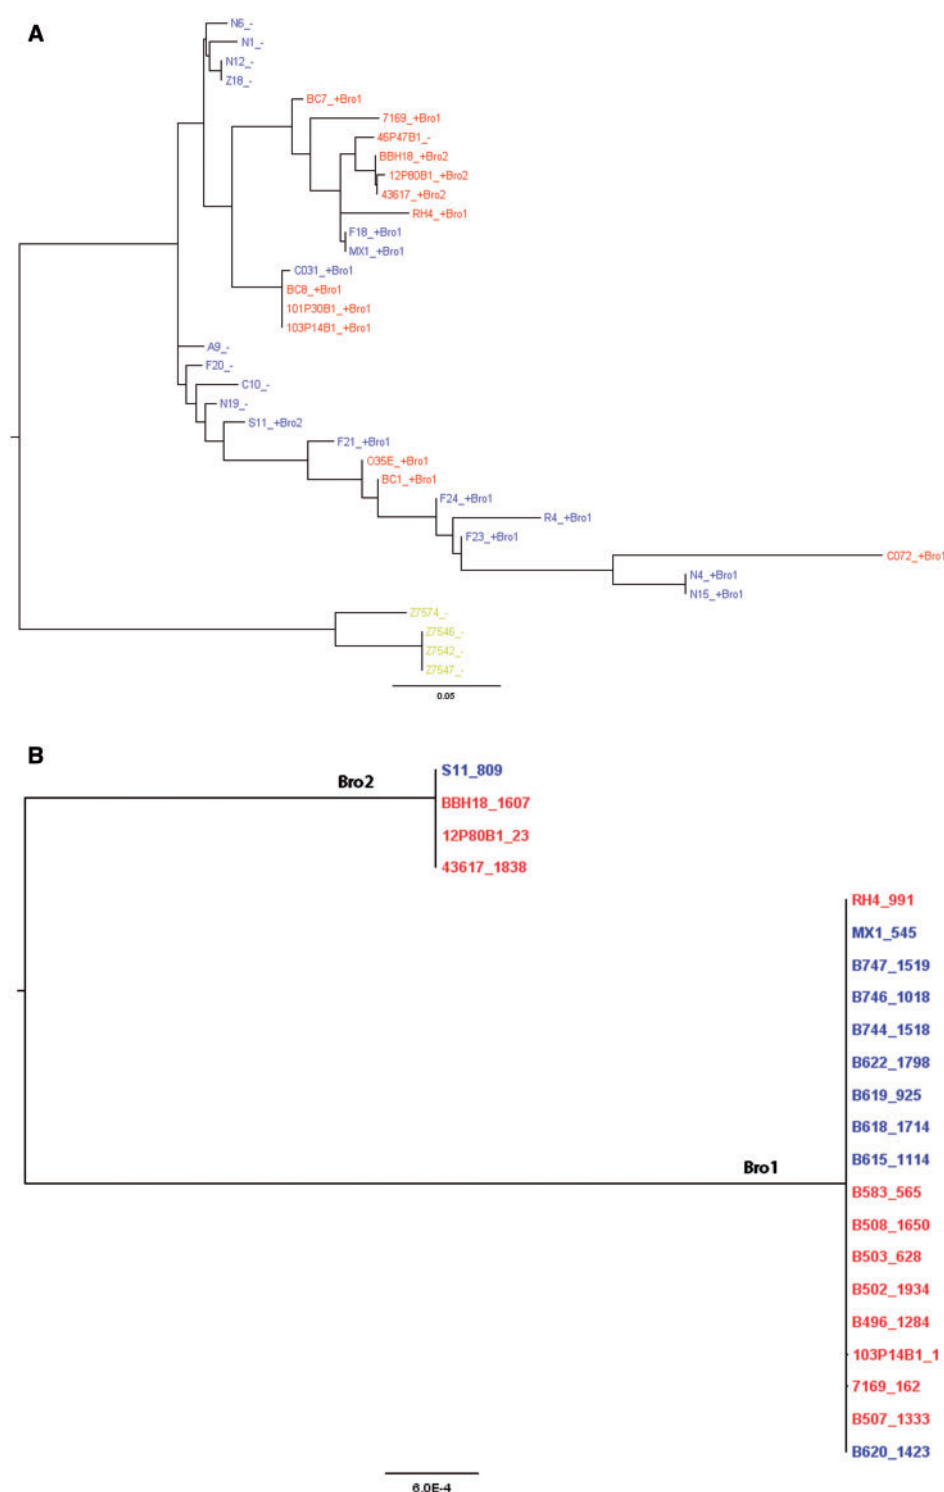 A
N6_-
N1_-
N12_-
Z18_-
BC7_+Bro1
7169_+Bro1
46P47B1_-
BBH18_+Bro2
12P80B1_+Bro2
43617_+Bro2
RH4_+Bro1
F18_+Bro1
MX1_+Bro1
C031_+Bro1
BC8_+Bro1
101P30B1_+Bro1
103P14B1_+Bro1
A9_-
F20_-
C10_-
N19_-
S11_+Bro2
F21_+Bro1
O35E_+Bro1
BC1_+Bro1
F24_+Bro1
R4_+Bro1
F23_+Bro1
C072_+Bro1
N4_+Bro1
N15_+Bro1
Z7574_-
Z7546_-
Z7542_-
Z7547_-
0.05
B
Bro2
S11_809
BBH18_1607
12P80B1_23
43617_1838
RH4_991
MX1_545
B747_1519
B746_1018
B744_1518
B622_1798
B619_925
B618_1714
B615_1114
Bro1
B583_565
B508_1650
B503_628
B502_1934
B496_1284
103P14B1_1
7169_162
B507_1333
B620_1423
6.0E-4